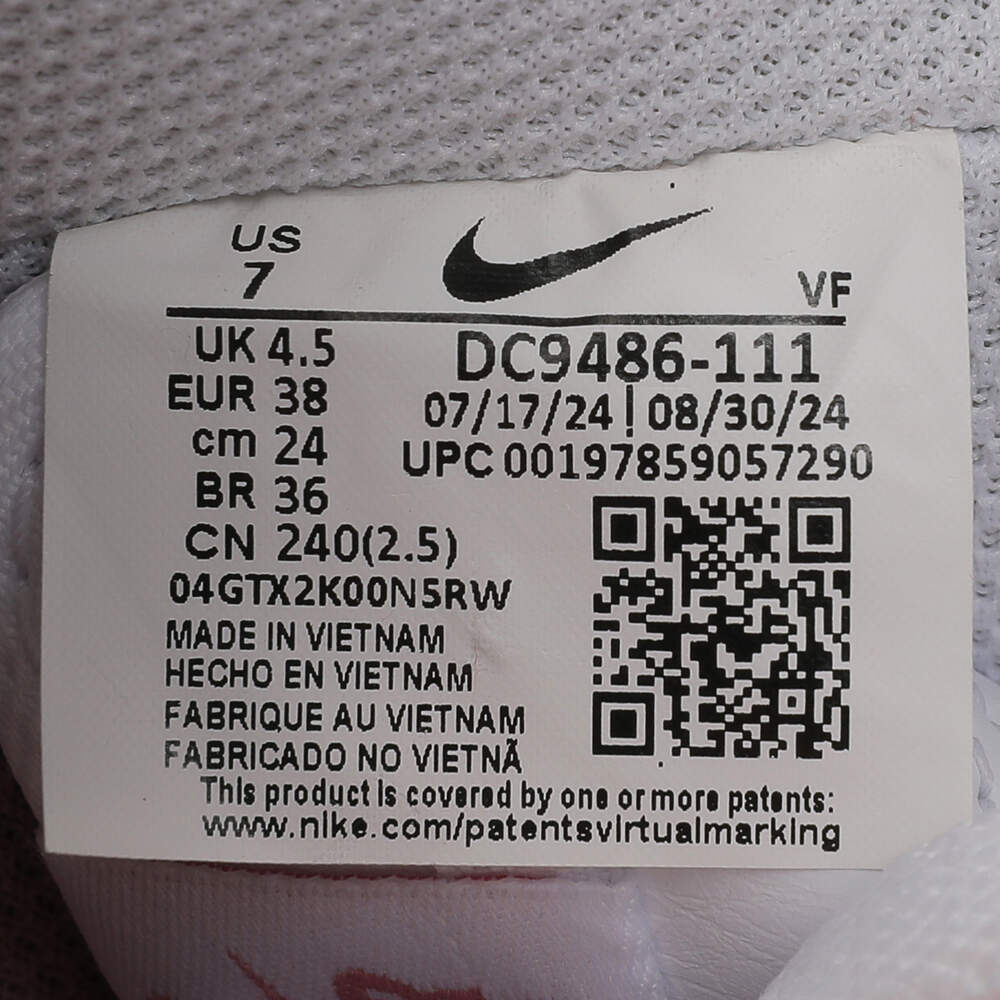 US
7
VF
UK 4.5
EUR 38
cm 24
BR 36
CN 240(2.5)
DC9486-111
07/17/24 | 08/30/24
UPC 00197859057290
04GTX2K00N5RW
MADE IN VIETNAM
HECHO EN VIETNAM
FABRIQUE AU VIETNAM
FABRICADO NO VIETNÃ
This product is covered by one or more patents:
www.nike.com/patentsvirtualmarking